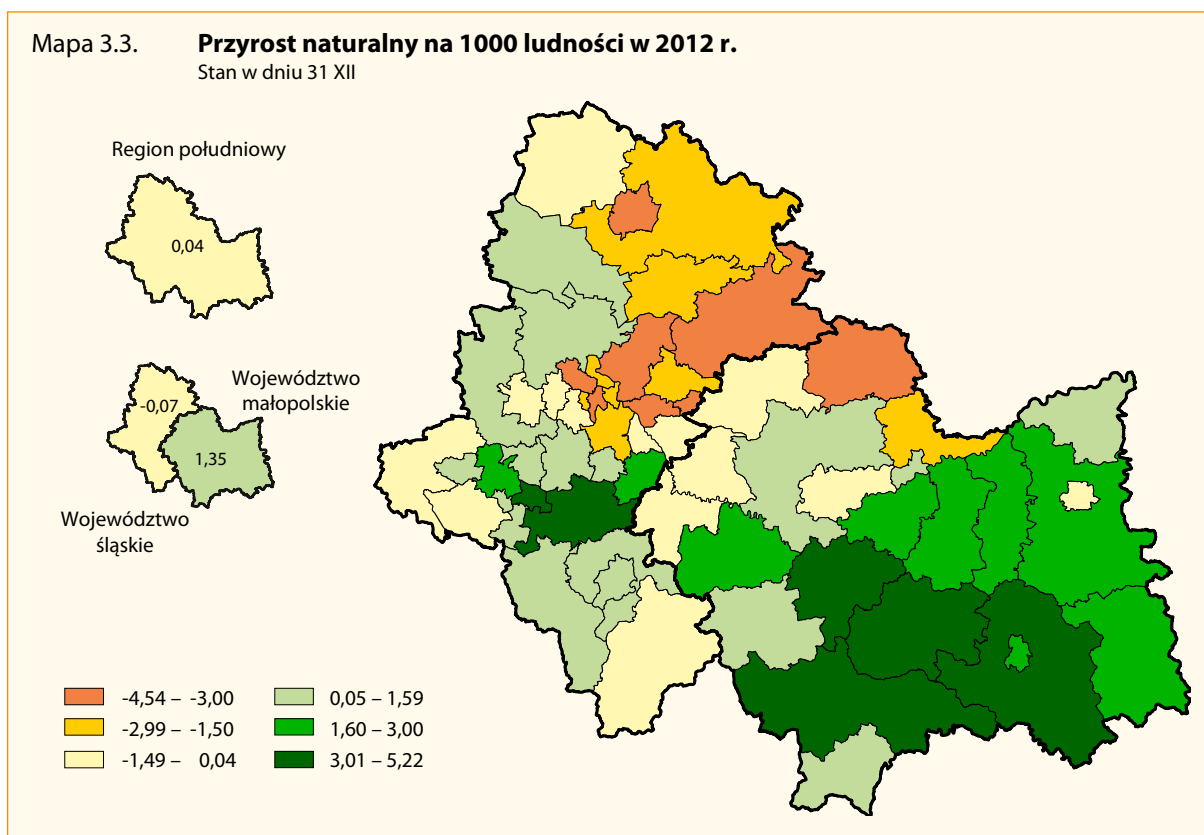 Mapa 3.3. Przyrost naturalny na 1000 ludności w 2012 r.
Stan w dniu 31 XII
Region południowy
0,04
Województwo
małopolskie
-0,07
1,35
Województwo
śląskie
-4,54 – -3,00
-2,99 – -1,50
-1,49 – 0,04
0,05 – 1,59
1,60 – 3,00
3,01 – 5,22